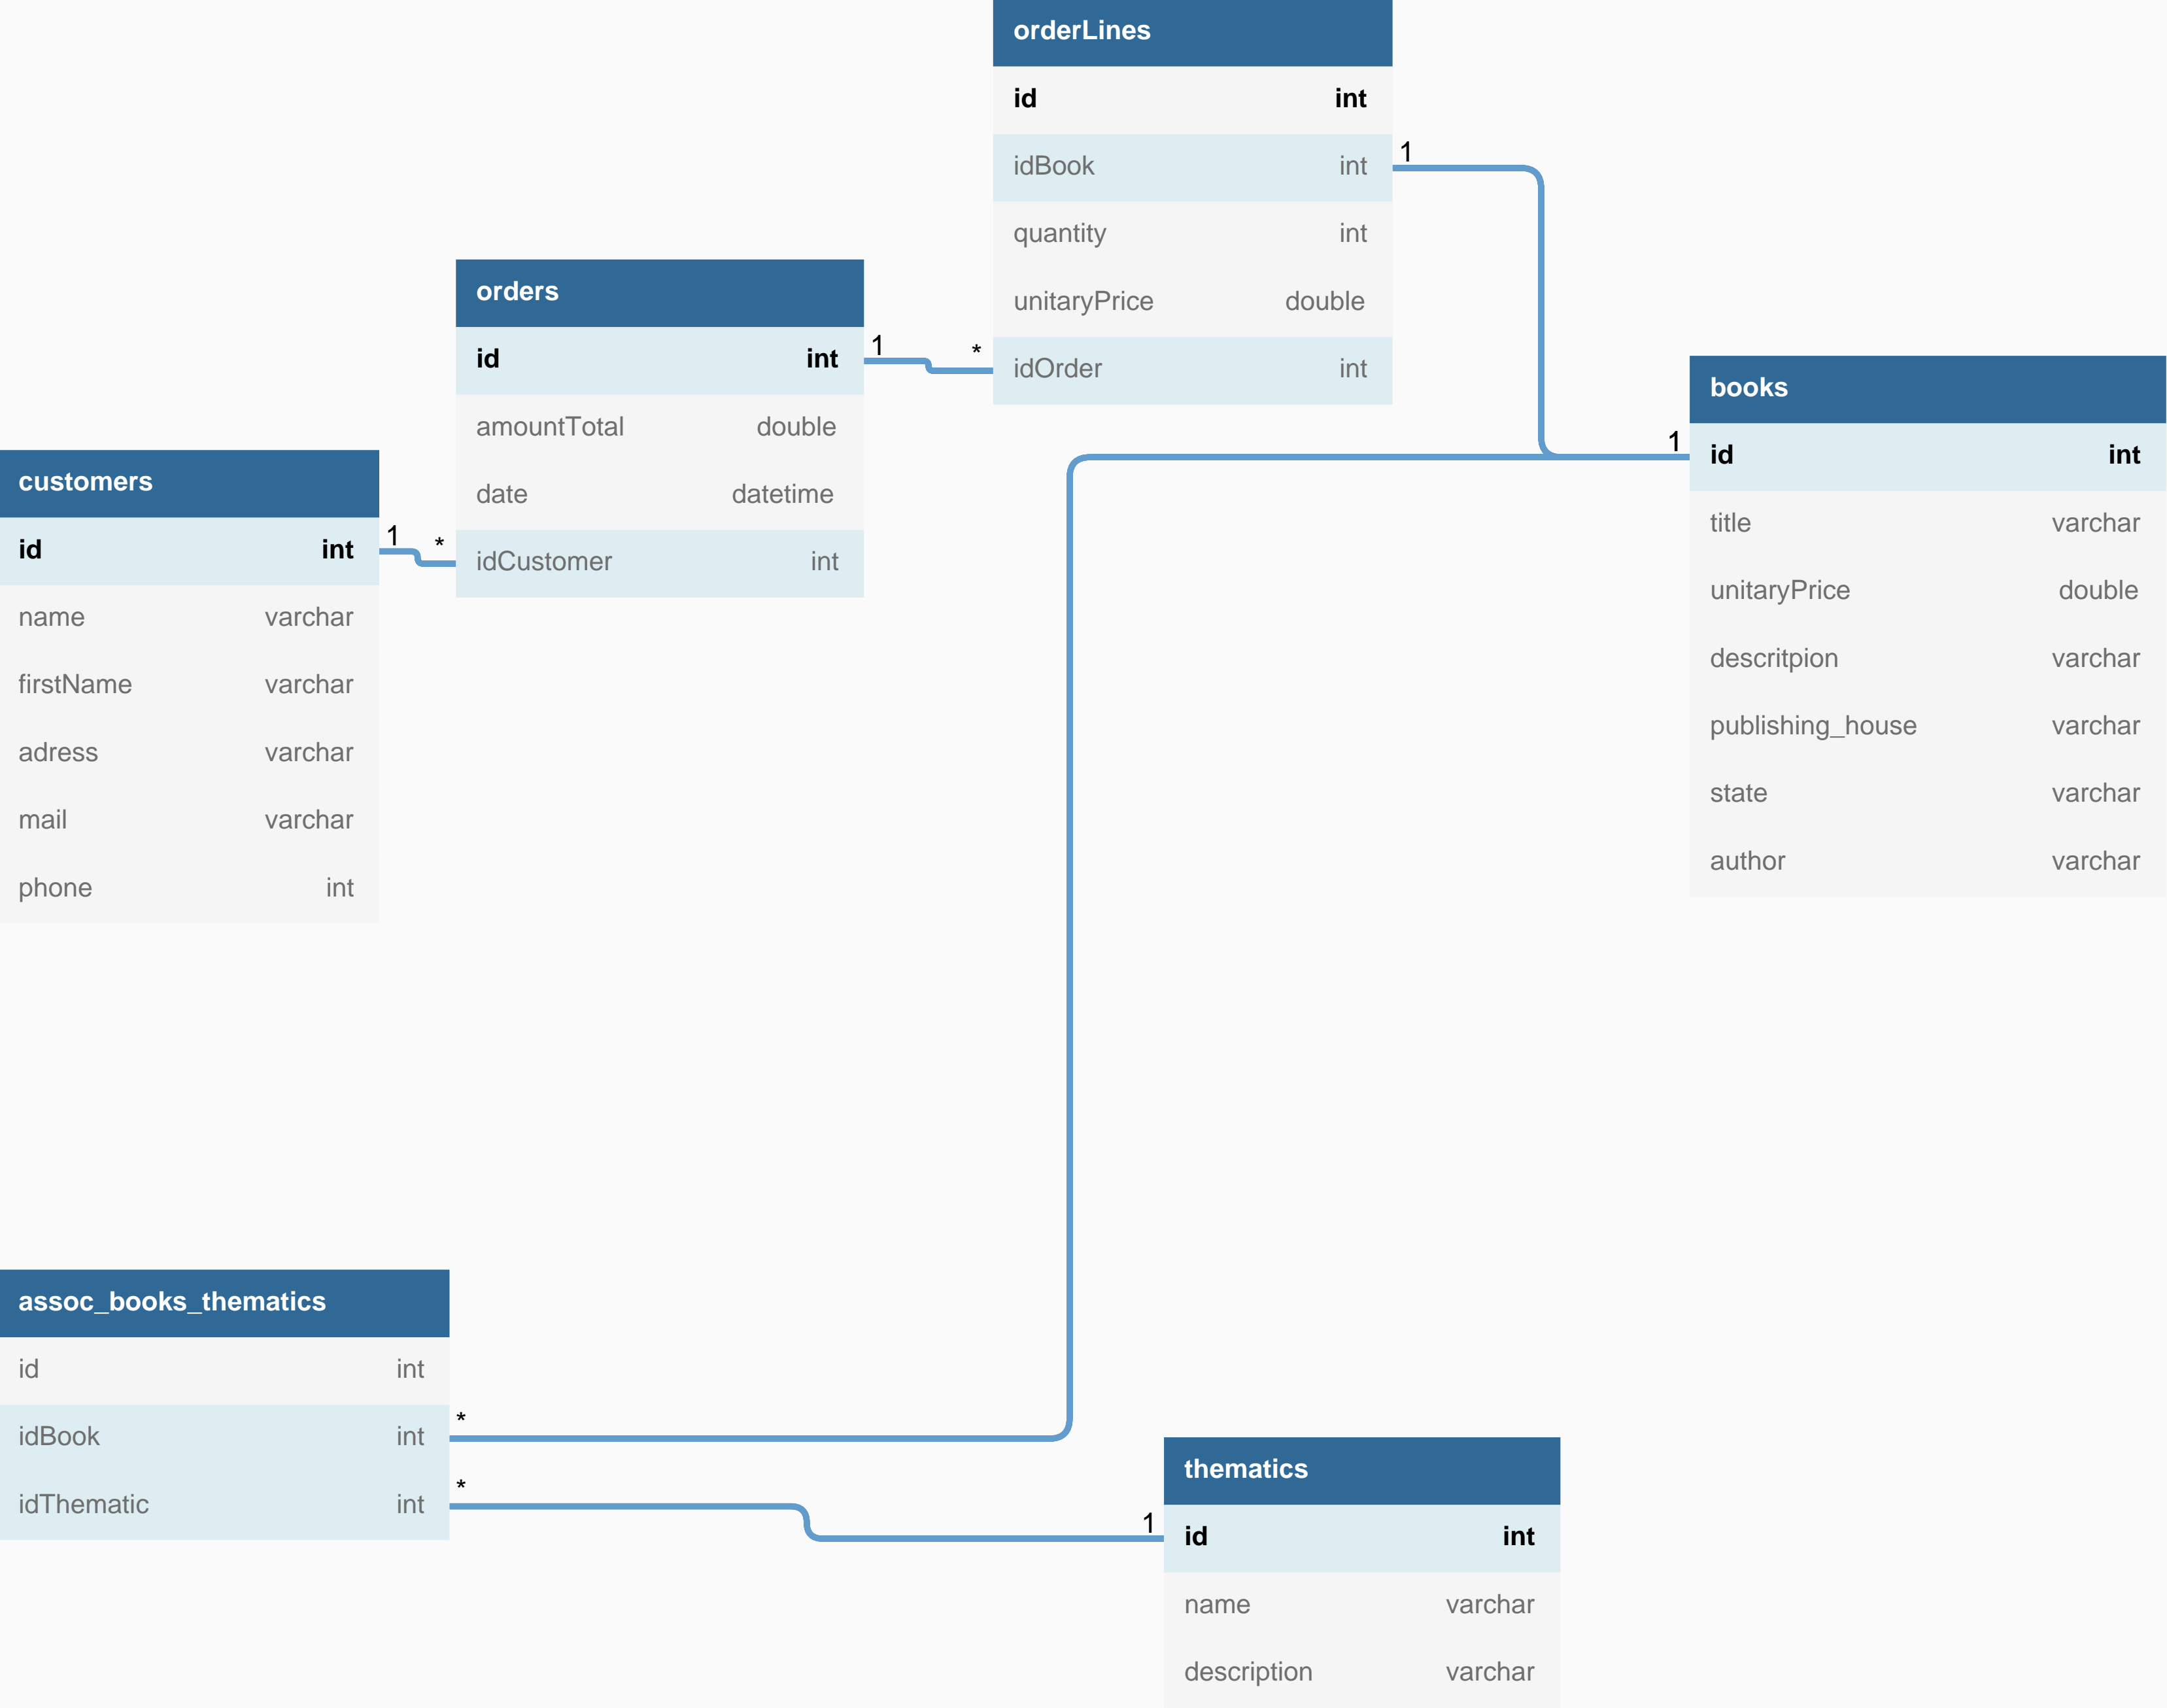 orderLines
id int
idBook int
quantity int
unitaryPrice double
idOrder int
1
orders
id int
amountTotal double
date datetime
idCustomer int
1 *
customers
id int
name varchar
firstName varchar
adress varchar
mail varchar
phone int
1 *
books
id int
title varchar
unitaryPrice double
descritpion varchar
publishing_house varchar
state varchar
author varchar
1
assoc_books_thematics
id int
idBook int
idThematic int
*
*
thematics
id int
name varchar
description varchar
1